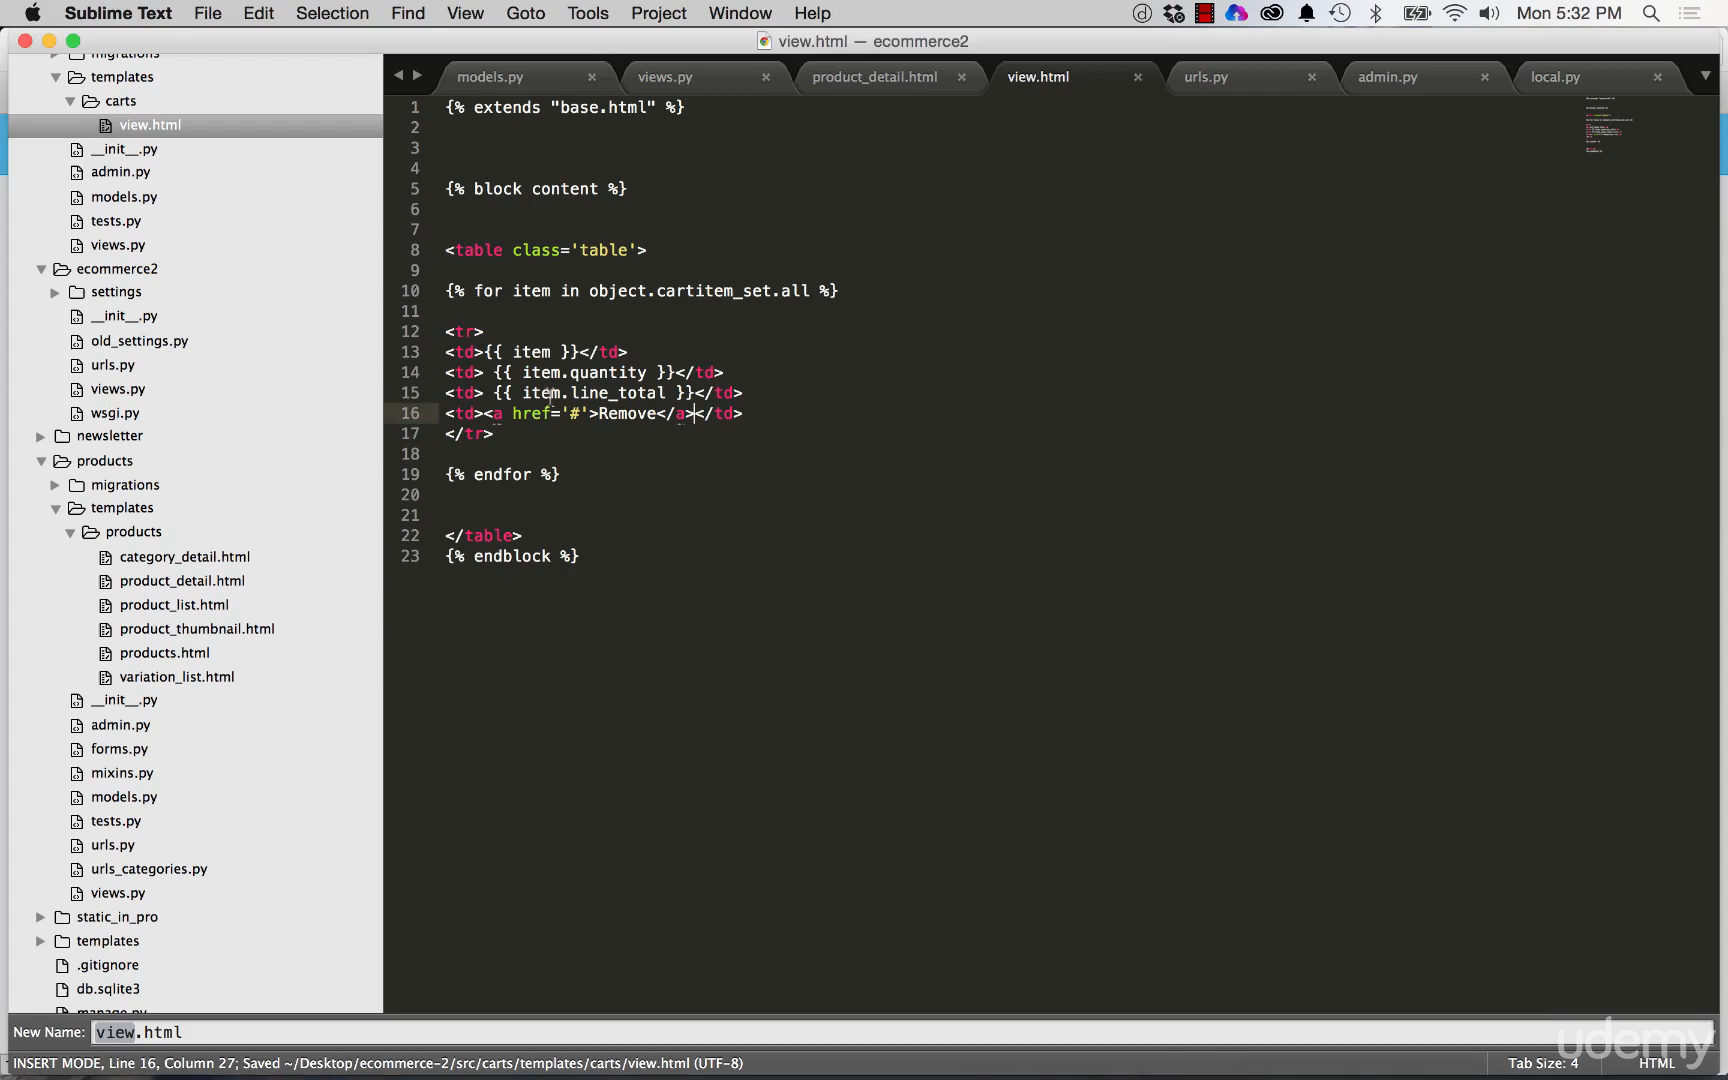 Sublime Text File Edit Selection Find View Goto Tools Project Window Help Mon 5:32 PM
view.html — ecommerce2
migrations
templates
carts
view.html
__init__.py
admin.py
models.py
tests.py
views.py
ecommerce2
settings
__init__.py
old_settings.py
urls.py
views.py
wsgi.py
newsletter
products
migrations
templates
products
category_detail.html
product_detail.html
product_list.html
product_thumbnail.html
products.html
variation_list.html
__init__.py
admin.py
forms.py
mixins.py
models.py
tests.py
urls.py
urls_categories.py
views.py
static_in_pro
templates
.gitignore
db.sqlite3
manage.py
models.py views.py product_detail.html view.html urls.py admin.py local.py
1 {% extends "base.html" %}
2
3
4
5 {% block content %}
6
7
8 <table class='table'>
9
10 {% for item in object.cartitem_set.all %}
11
12 <tr>
13 <td>{{ item }}</td>
14 <td> {{ item.quantity }}</td>
15 <td> {{ item.line_total }}</td>
16 <td><a href='#'>Remove</a></td>
17 </tr>
18
19 {% endfor %}
20
21
22 </table>
23 {% endblock %}
New Name: view.html
udemy
INSERT MODE, Line 16, Column 27; Saved ~/Desktop/ecommerce-2/src/carts/templates/carts/view.html (UTF-8) Tab Size: 4 HTML